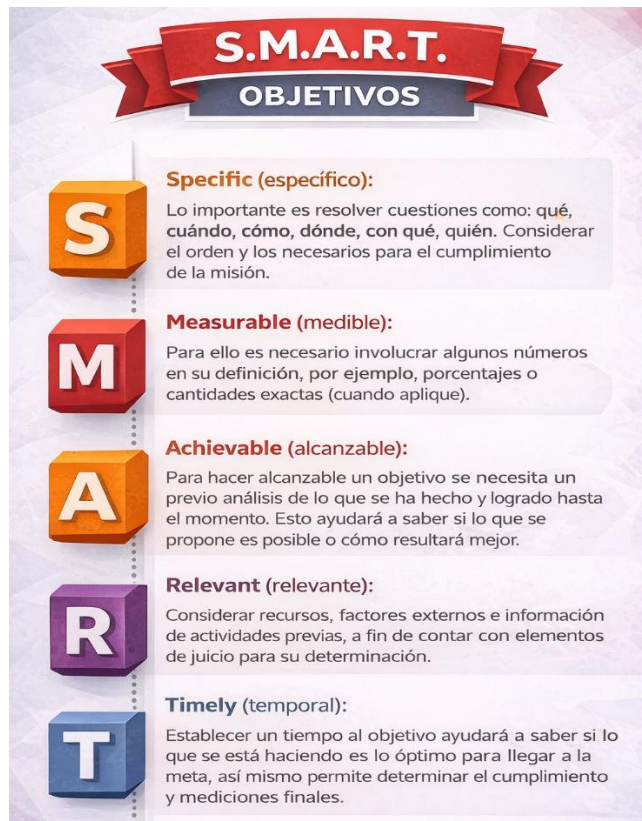 S.M.A.R.T.
OBJETIVOS
S
Specific (específico):
Lo importante es resolver cuestiones como: qué,
cuándo, cómo, dónde, con qué, quién. Considerar
el orden y los necesarios para el cumplimiento
de la misión.
M
Measurable (medible):
Para ello es necesario involucrar algunos números
en su definición, por ejemplo, porcentajes o
cantidades exactas (cuando aplique).
A
Achievable (alcanzable):
Para hacer alcanzable un objetivo se necesita un
previo análisis de lo que se ha hecho y logrado hasta
el momento. Esto ayudará a saber si lo que se
propone es posible o cómo resultará mejor.
R
Relevant (relevante):
Considerar recursos, factores externos e información
de actividades previas, a fin de contar con elementos
de juicio para su determinación.
T
Timely (temporal):
Establecer un tiempo al objetivo ayudará a saber si lo
que se está haciendo es lo óptimo para llegar a la
meta, así mismo permite determinar el cumplimiento
y mediciones finales.